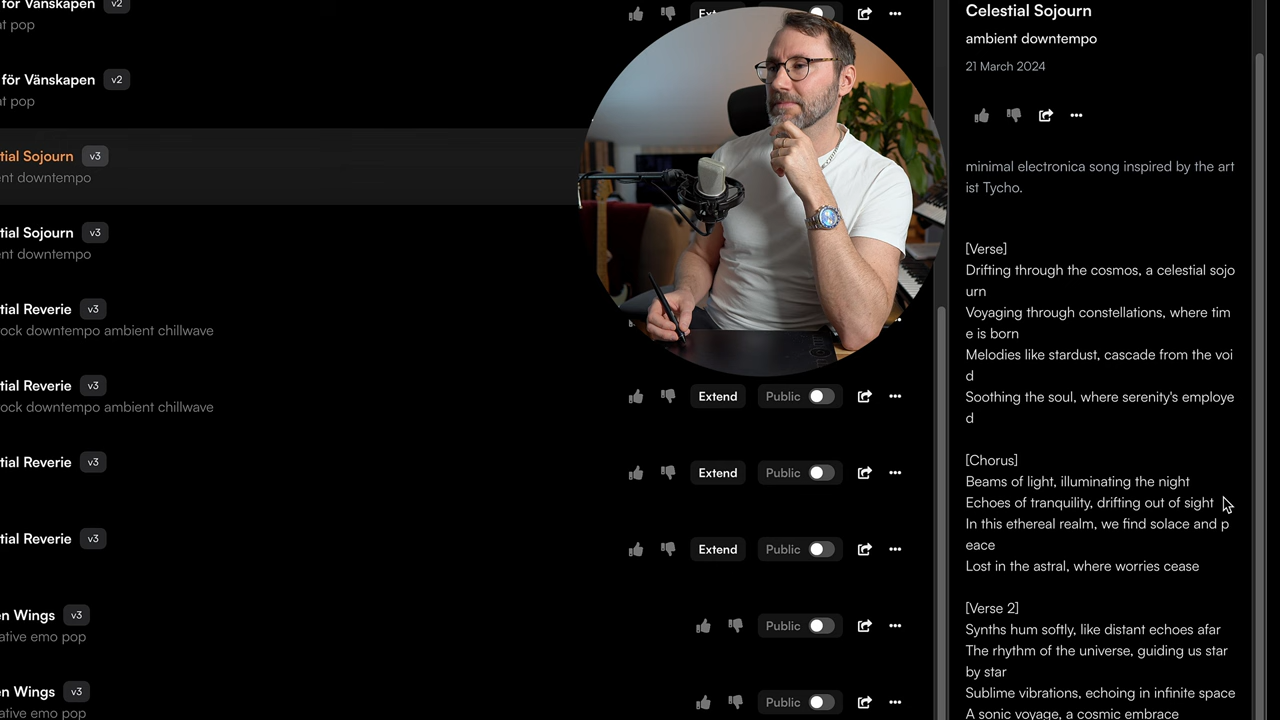 för Vänskapen v2
at pop
Ext
för Vänskapen v2
at pop
tial Sojourn v3
ent downtempo
tial Sojourn v3
ent downtempo
tial Reverie v3
ock downtempo ambient chillwave
tial Reverie v3
ock downtempo ambient chillwave
Extend Public
tial Reverie v3
Extend Public
tial Reverie v3
Extend Public
en Wings v3
ative emo pop
Public
en Wings v3
ative emo pop
Public
Celestial Sojourn
ambient downtempo
21 March 2024
minimal electronica song inspired by the art
ist Tycho.
[Verse]
Drifting through the cosmos, a celestial sojo
urn
Voyaging through constellations, where tim
e is born
Melodies like stardust, cascade from the voi
d
Soothing the soul, where serenity's employe
d
[Chorus]
Beams of light, illuminating the night
Echoes of tranquility, drifting out of sight
In this ethereal realm, we find solace and p
eace
Lost in the astral, where worries cease
[Verse 2]
Synths hum softly, like distant echoes afar
The rhythm of the universe, guiding us star
by star
Sublime vibrations, echoing in infinite space
A sonic voyage, a cosmic embrace